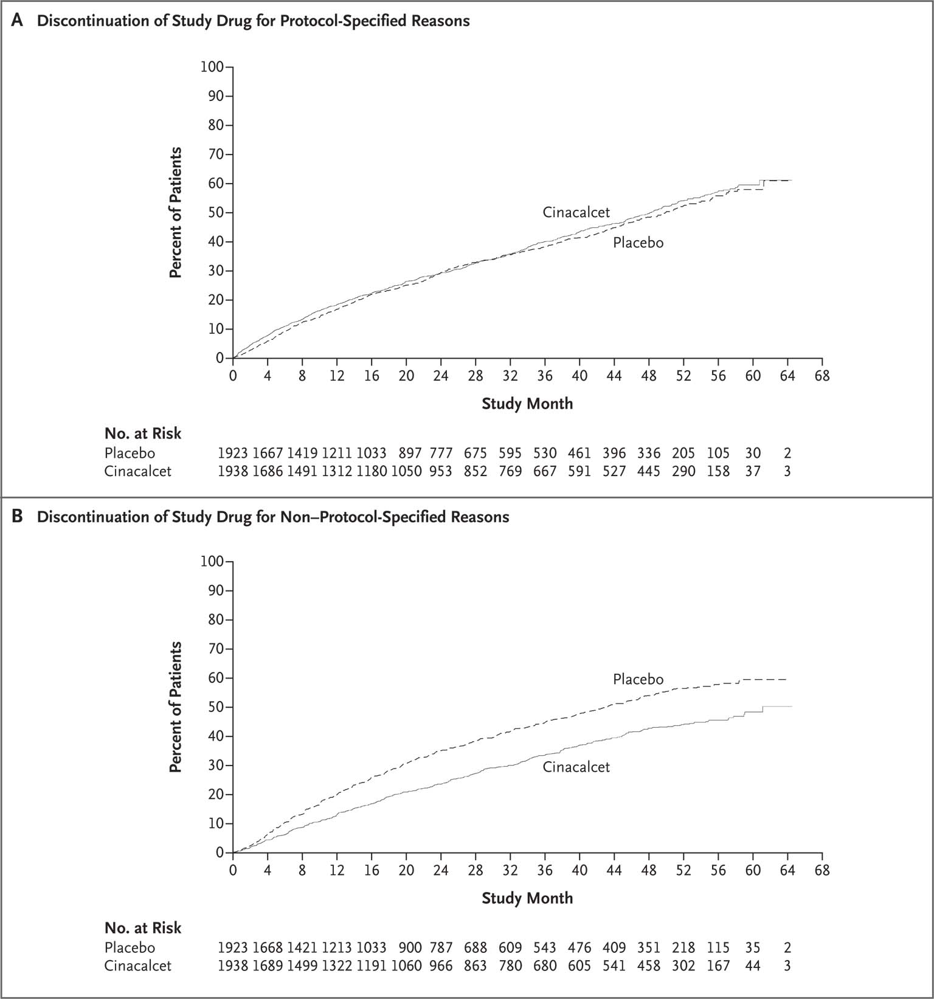 A Discontinuation of Study Drug for Protocol-Specified Reasons
100
90
80
70
60
50
40
30
20
10
0
Percent of Patients
Cinacalcet
Placebo
0 4 8 12 16 20 24 28 32 36 40 44 48 52 56 60 64 68
Study Month
No. at Risk
Placebo 1923 1667 1419 1211 1033 897 777 675 595 530 461 396 336 205 105 30 2
Cinacalcet 1938 1686 1491 1312 1180 1050 953 852 769 667 591 527 445 290 158 37 3
B Discontinuation of Study Drug for Non–Protocol-Specified Reasons
100
90
80
70
60
50
40
30
20
10
0
Percent of Patients
Placebo
Cinacalcet
0 4 8 12 16 20 24 28 32 36 40 44 48 52 56 60 64 68
Study Month
No. at Risk
Placebo 1923 1668 1421 1213 1033 900 787 688 609 543 476 409 351 218 115 35 2
Cinacalcet 1938 1689 1499 1322 1191 1060 966 863 780 680 605 541 458 302 167 44 3